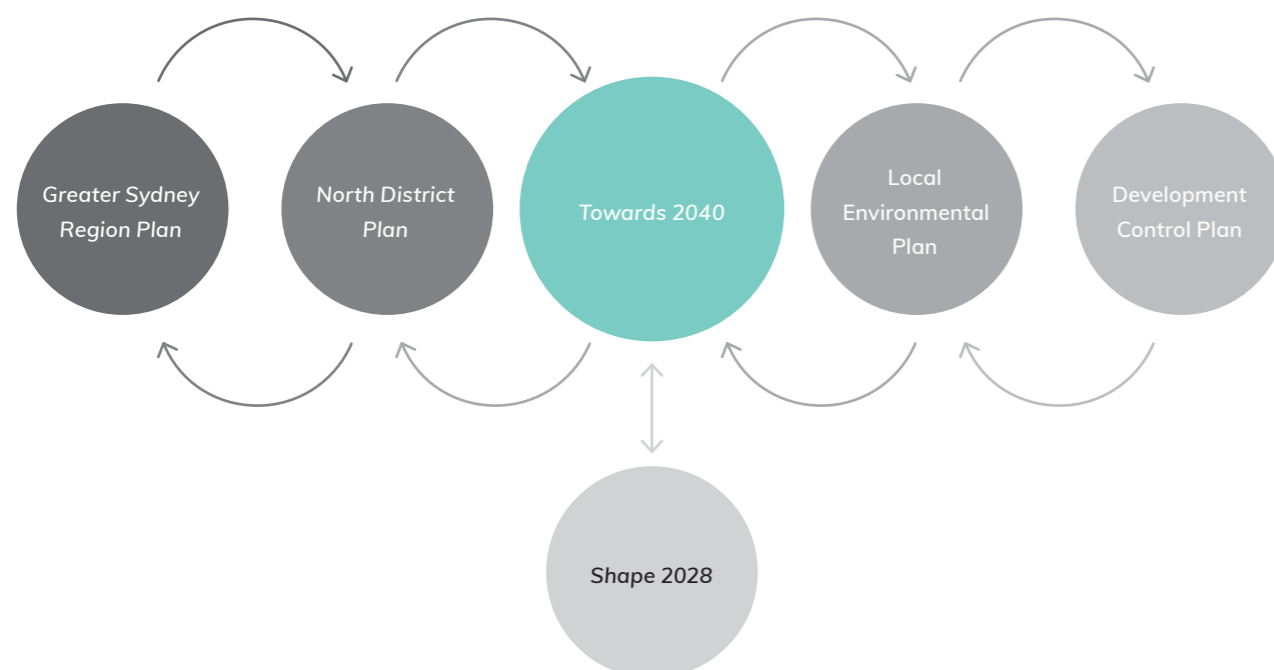 Greater Sydney
Region Plan
North District
Plan
Towards 2040
Local
Environmental
Plan
Development
Control Plan
Shape 2028